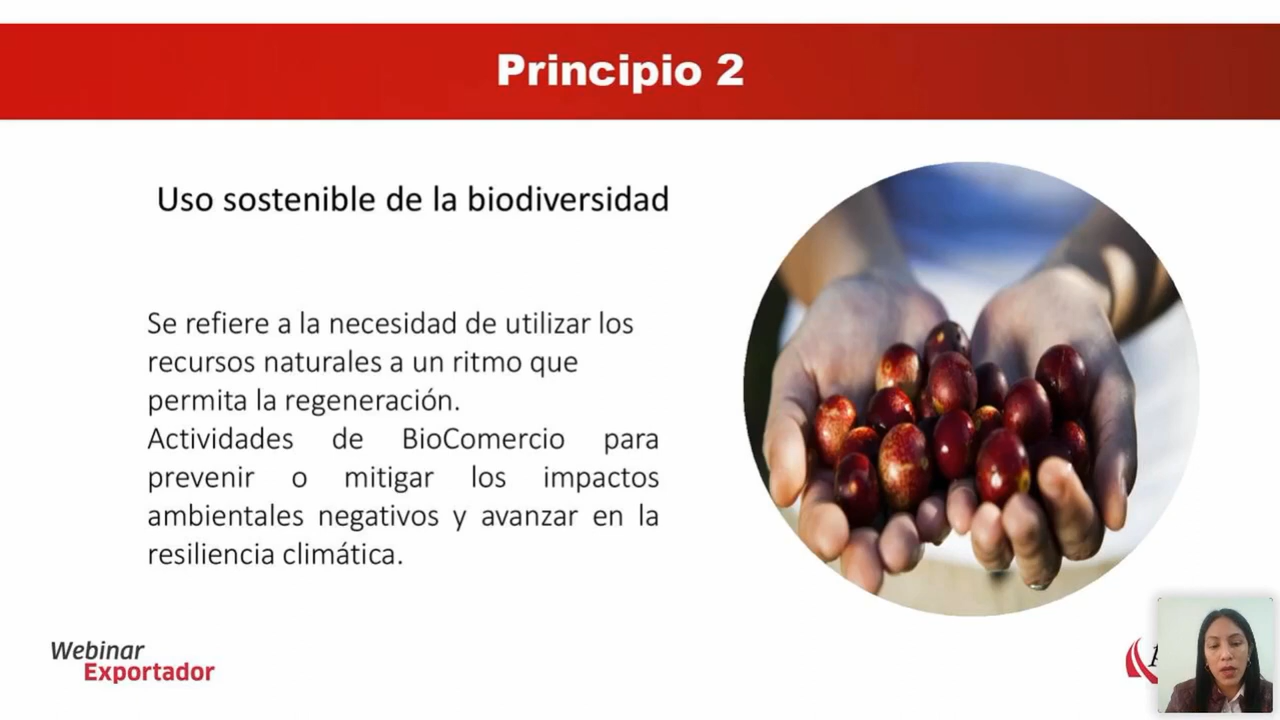 Principio 2
Uso sostenible de la biodiversidad
Se refiere a la necesidad de utilizar los
recursos naturales a un ritmo que
permita la regeneración.
Actividades de BioComercio para
prevenir o mitigar los impactos
ambientales negativos y avanzar en la
resiliencia climática.
Webinar
Exportador